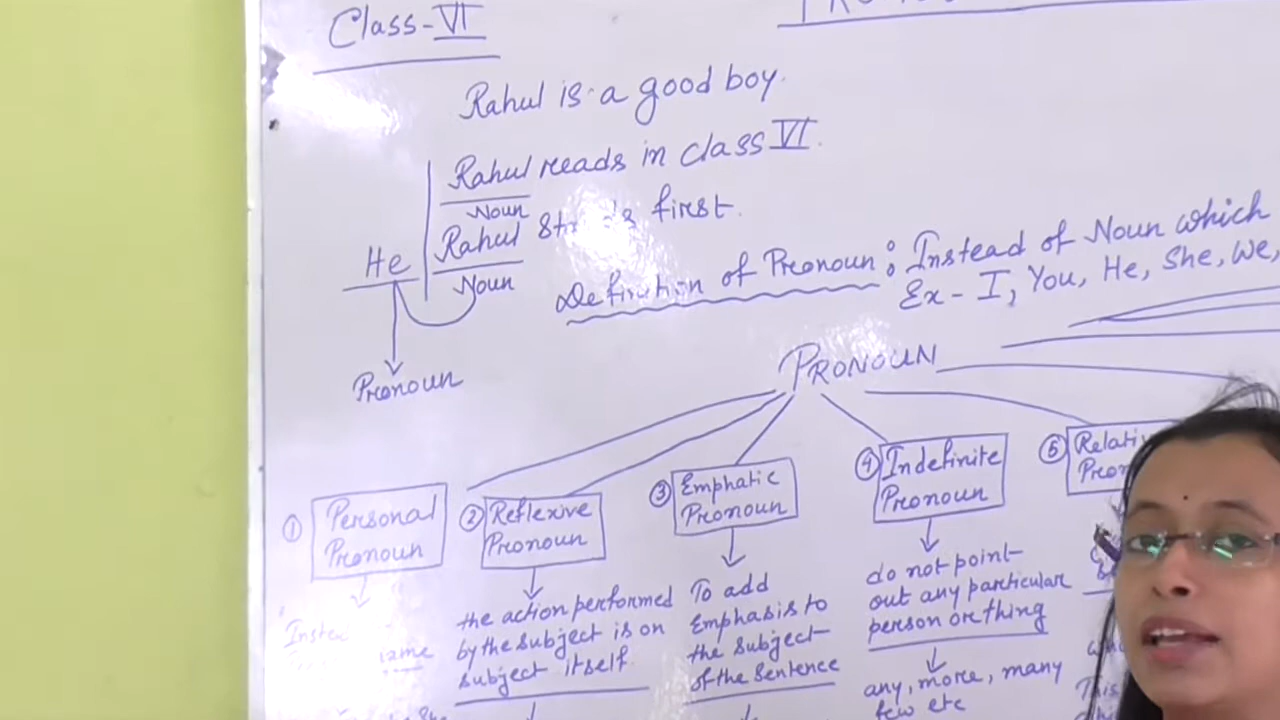 Class-VI
Rahul is a good boy.
Rahul reads in class VI.
Noun
Rahul first.
Noun
He
Pronoun
Definition of Pronoun : Instead of Noun which
Ex- I, You, He, She, We,
PRONOUN
① Personal
Pronoun
② Reflexive
Pronoun
the action performed
by the subject is on
subject itself
③ Emphatic
Pronoun
To add
Emphasis to
the subject
of the sentence
④ Indefinite
Pronoun
do not point
out any particular
person or thing
any, more, many
few etc
⑤